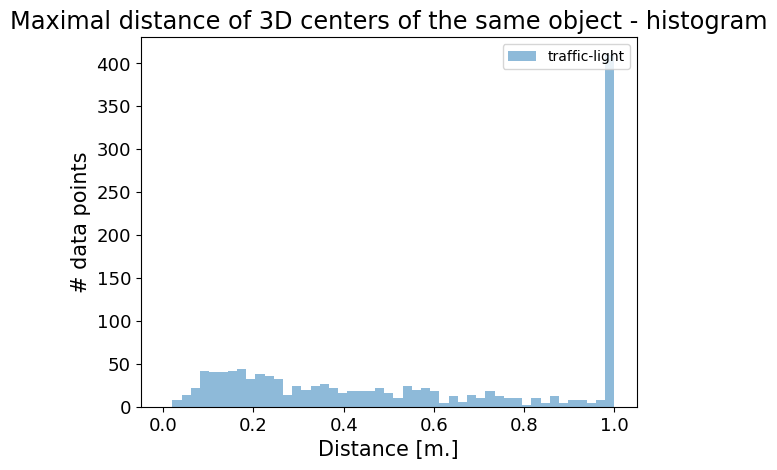 Maximal distance of 3D centers of the same object - histogram
traffic-light
400
350
300
250
200
150
100
50
0
# data points
0.0 0.2 0.4 0.6 0.8 1.0
Distance [m.]